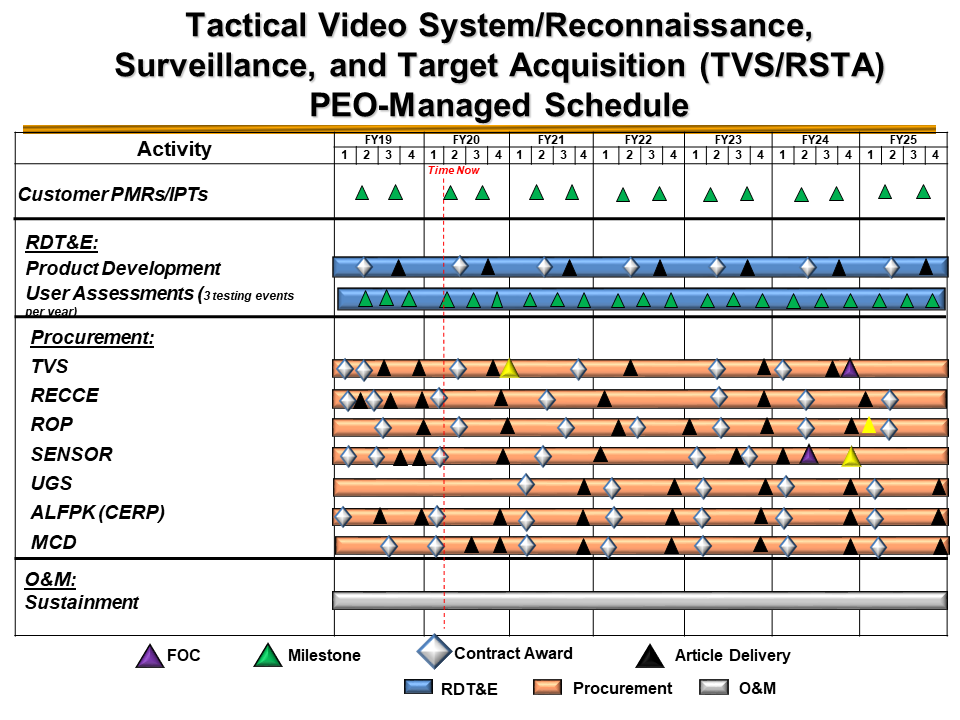 Tactical Video System/Reconnaissance,
Surveillance, and Target Acquisition (TVS/RSTA)
PEO-Managed Schedule
Activity
FY19 FY20 FY21 FY22 FY23 FY24 FY25
1 2 3 4 1 2 3 4 1 2 3 4 1 2 3 4 1 2 3 4 1 2 3 4 1 2 3 4
Time Now
Customer PMRs/IPTs
RDT&E:
Product Development
User Assessments (3 testing events
per year)
Procurement:
TVS
RECCE
ROP
SENSOR
UGS
ALFPK (CERP)
MCD
O&M:
Sustainment
FOC Milestone Contract Award Article Delivery
RDT&E Procurement O&M